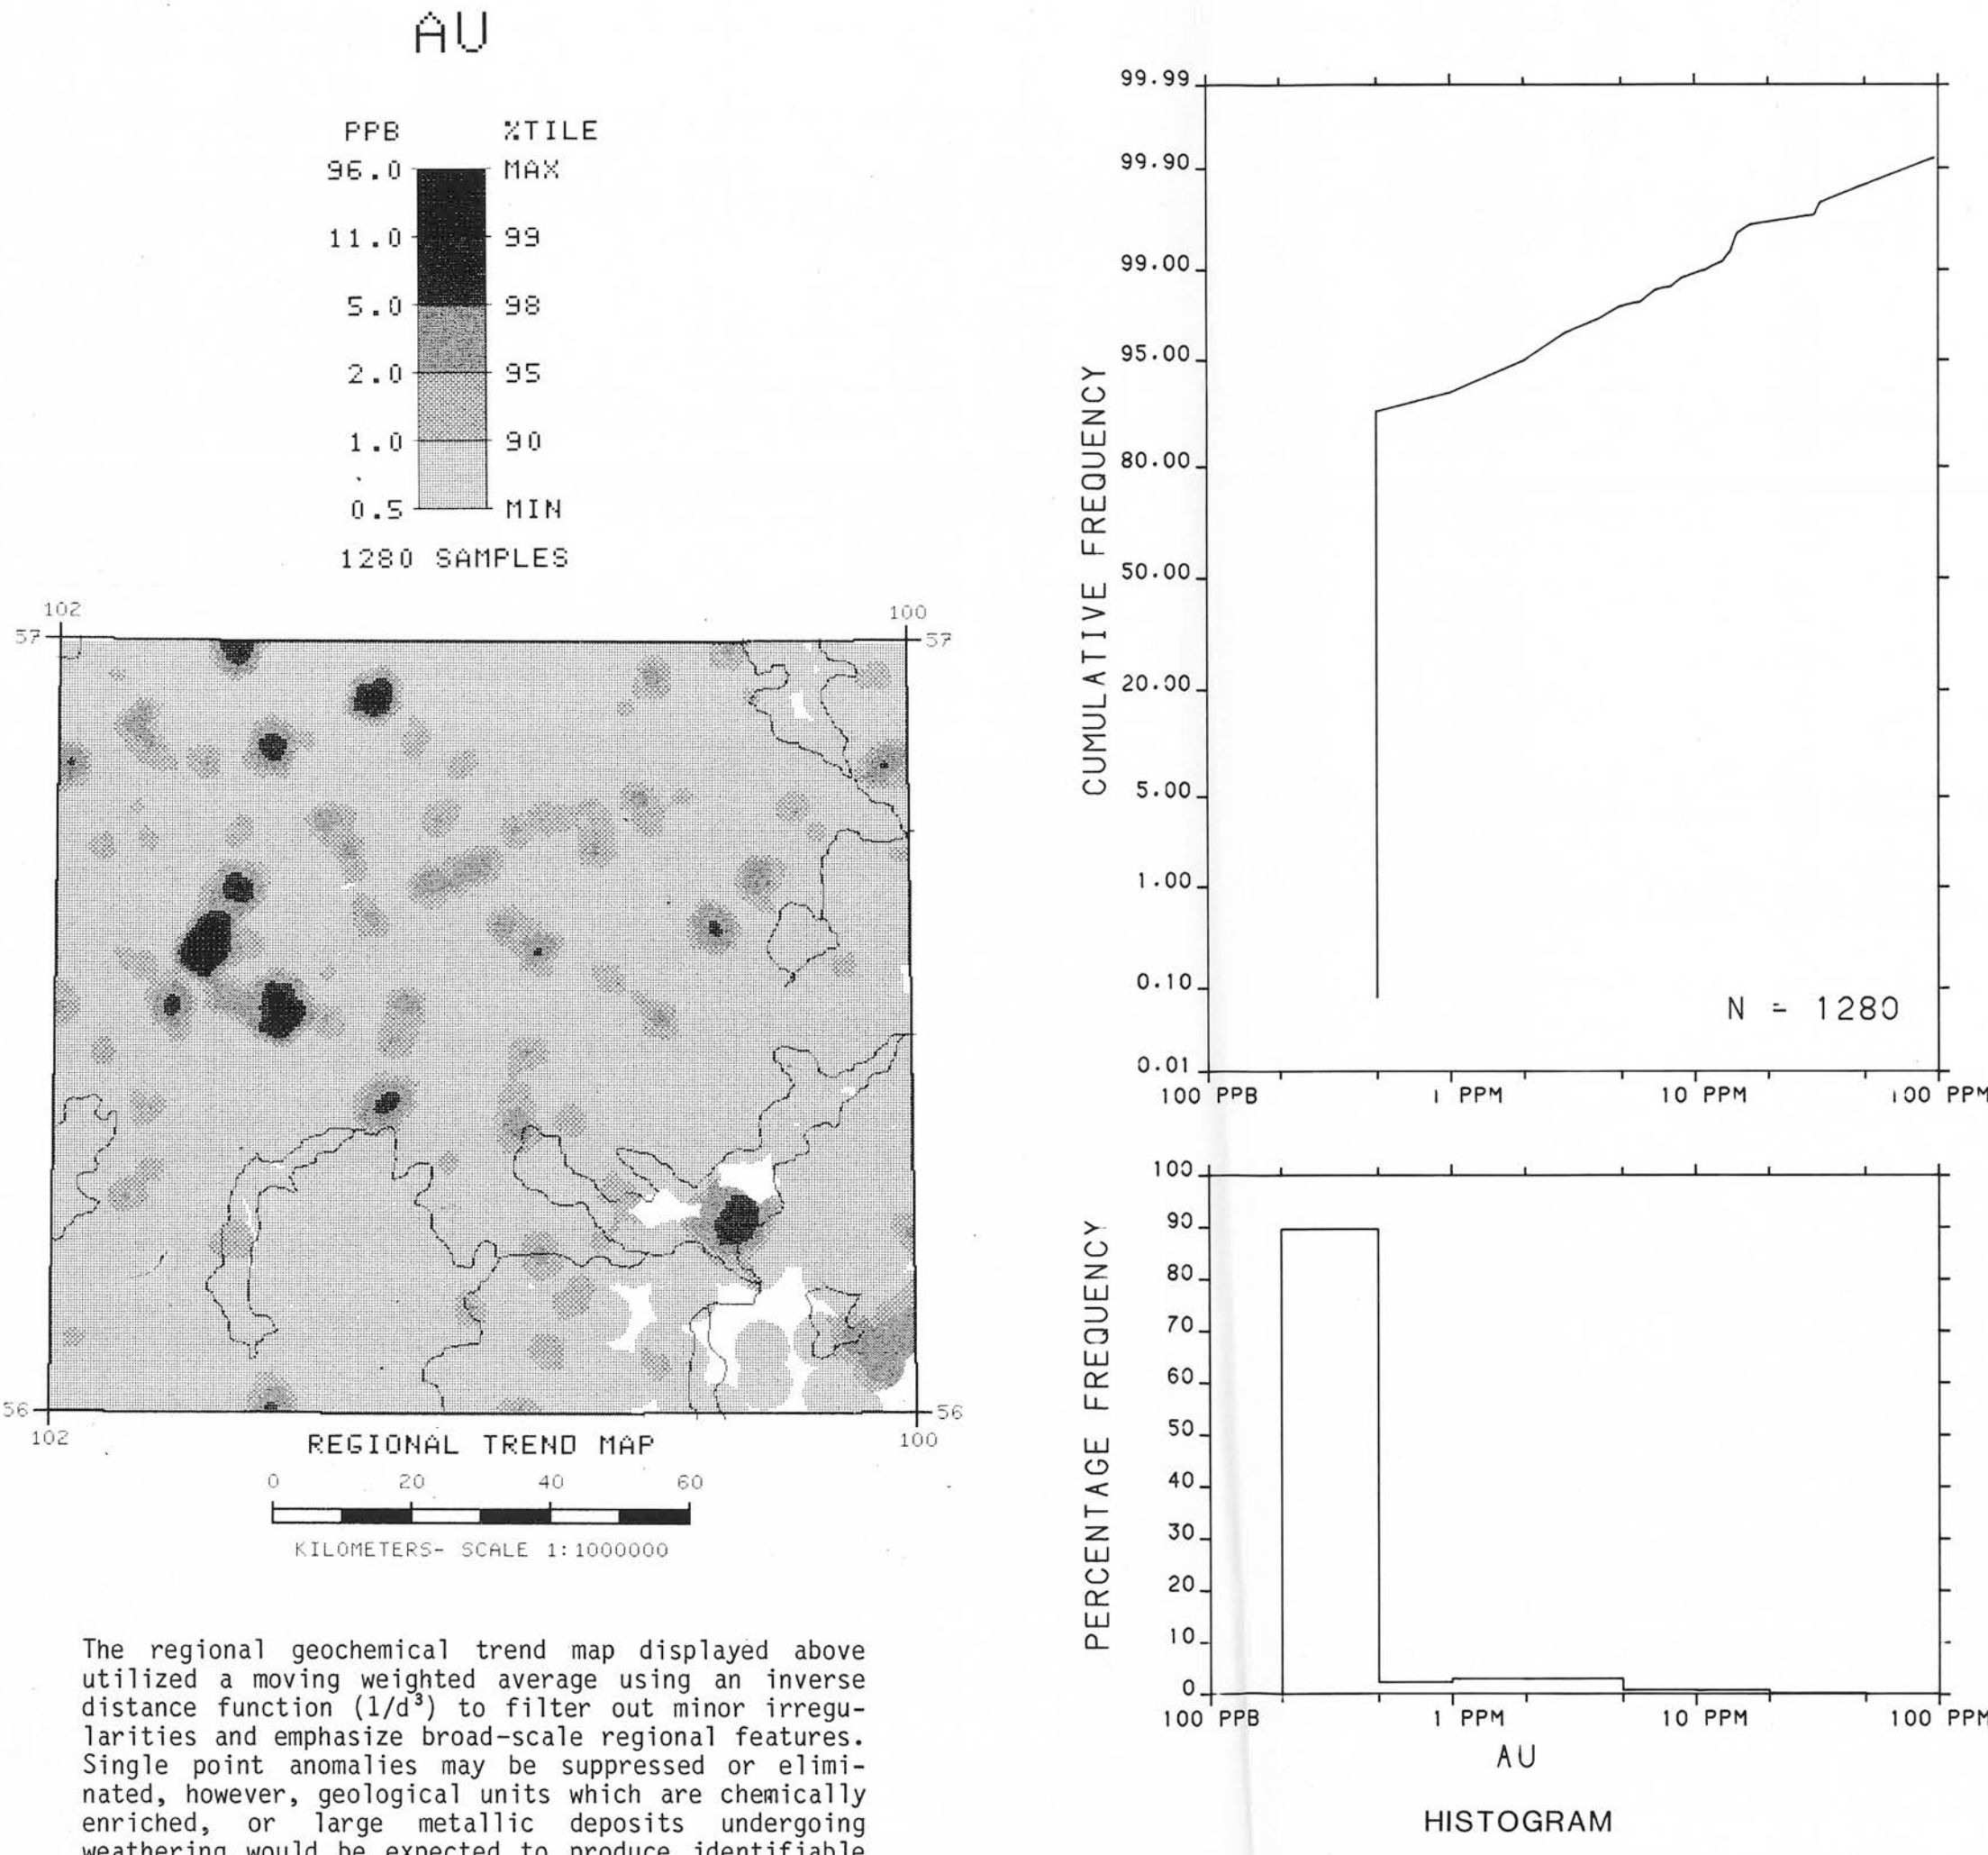 AU
PPB %TILE
96.0 MAX
11.0 99
5.0 98
2.0 95
1.0 90
0.5 MIN
1280 SAMPLES
102 100
57 57
56 56
102 100
REGIONAL TREND MAP
0 20 40 60
KILOMETERS- SCALE 1:1000000
The regional geochemical trend map displayed above
utilized a moving weighted average using an inverse
distance function (1/d³) to filter out minor irregu-
larities and emphasize broad-scale regional features.
Single point anomalies may be suppressed or elimi-
nated, however, geological units which are chemically
enriched, or large metallic deposits undergoing
weathering would be expected to produce identifiable
99.99
99.90
99.00
95.00
80.00
50.00
20.00
5.00
1.00
0.10
0.01
CUMULATIVE FREQUENCY
N = 1280
100 PPB 1 PPM 10 PPM 100 PPM
100
90
80
70
60
50
40
30
20
10
0
PERCENTAGE FREQUENCY
100 PPB 1 PPM 10 PPM 100 PPM
AU
HISTOGRAM